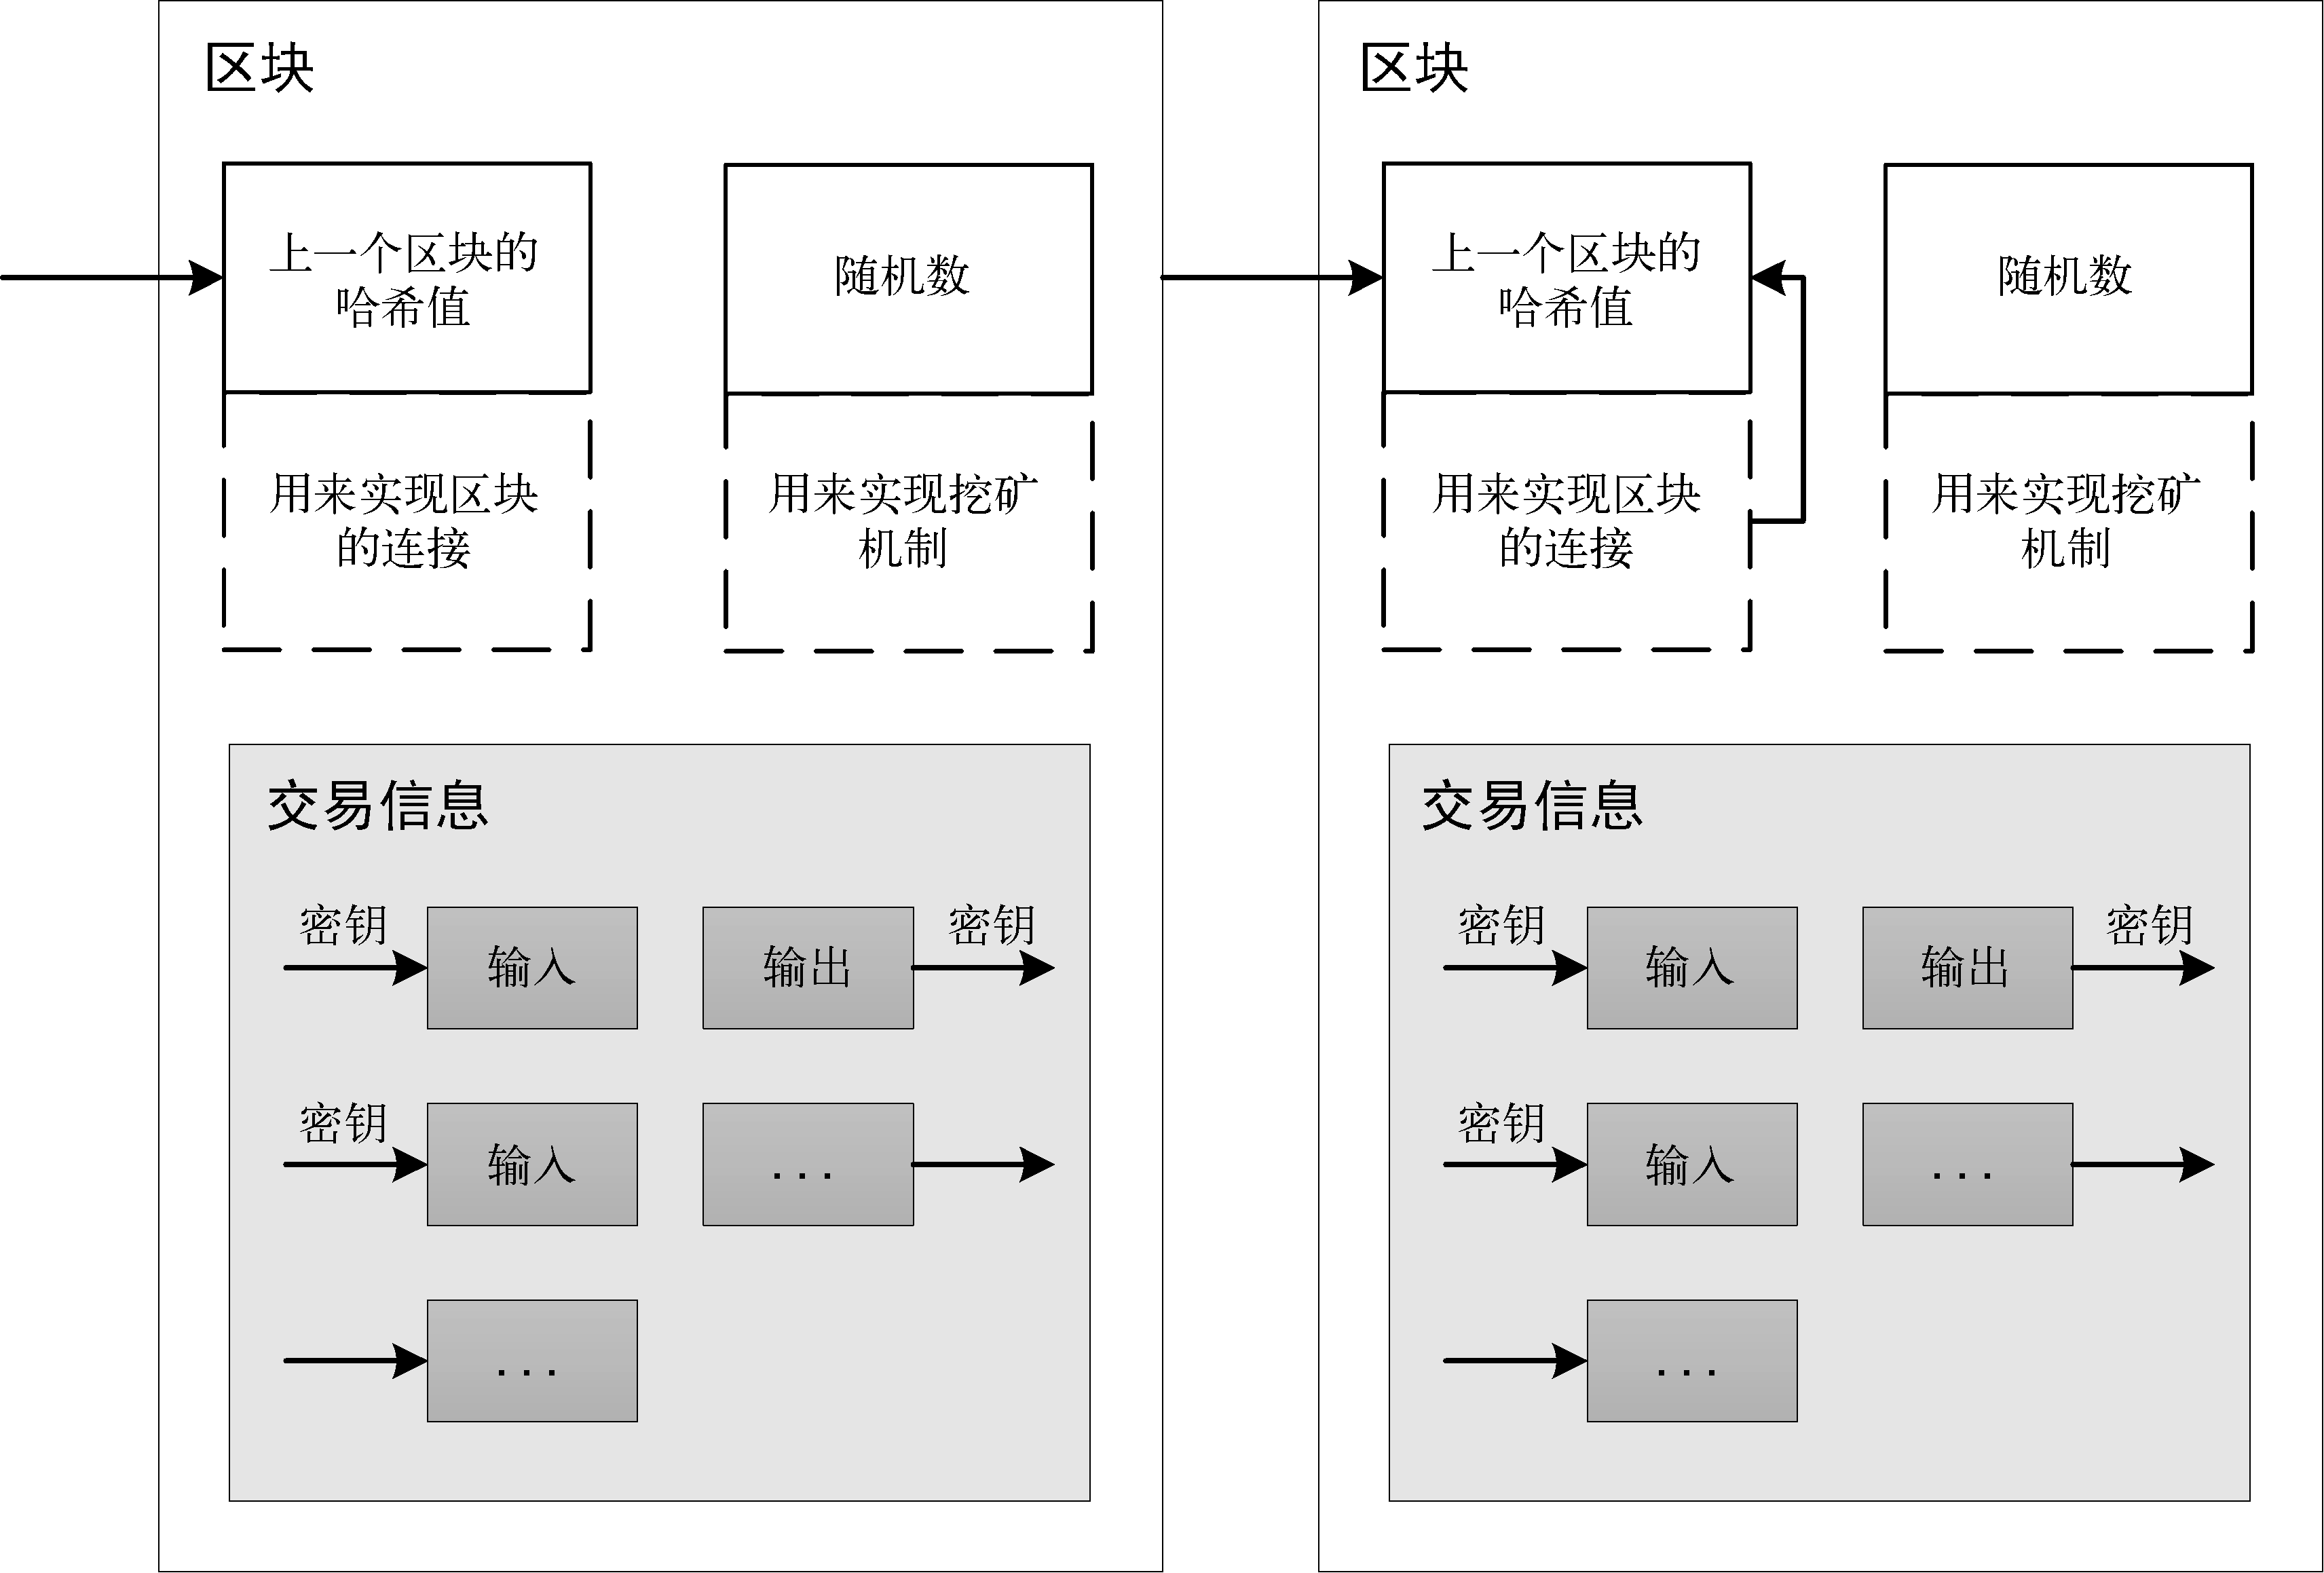 区块
上一个区块的
哈希值
随机数
用来实现区块
的连接
用来实现挖矿
机制
交易信息
密钥
输入
输出
密钥
密钥
输入
...
...
区块
上一个区块的
哈希值
随机数
用来实现区块
的连接
用来实现挖矿
机制
交易信息
密钥
输入
输出
密钥
密钥
输入
...
...